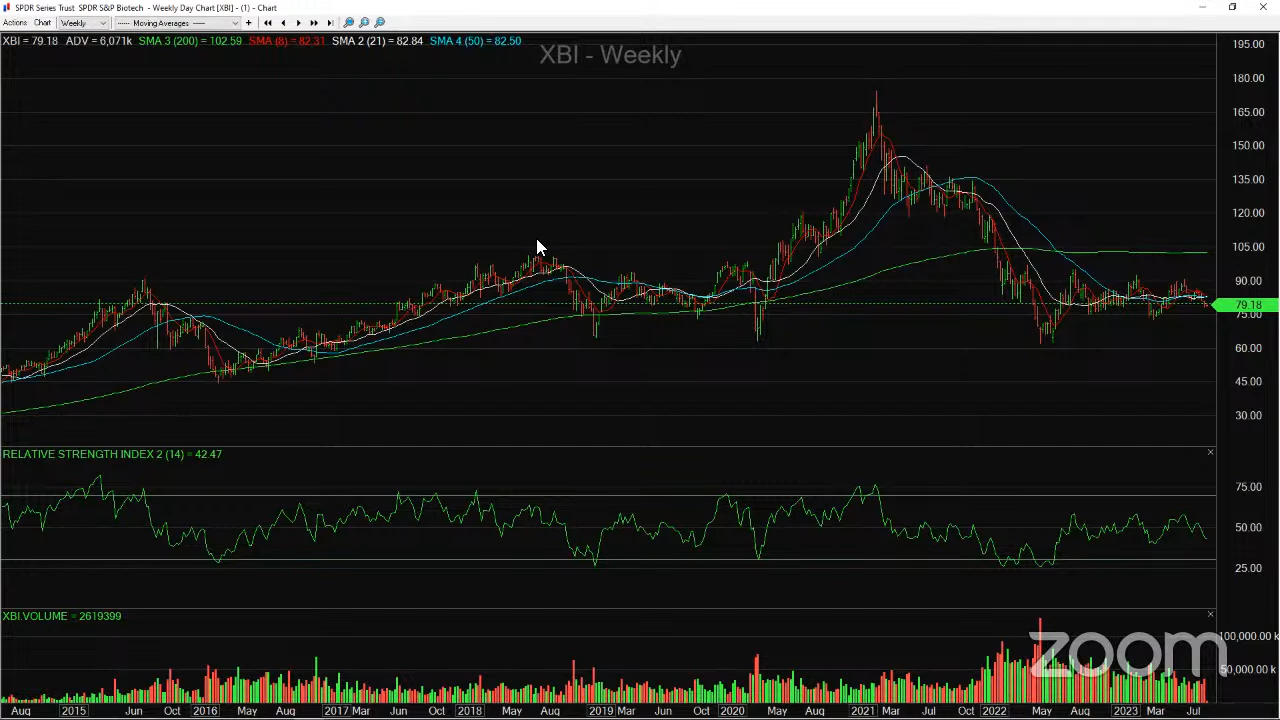 SPDR Series Trust SPDR S&P Biotech - Weekly Day Chart [XBI] - (1) - Chart
Actions Chart Weekly Moving Averages
XBI = 79.18 ADV = 6,071k SMA 3 (200) = 102.59 SMA (8) = 82.31 SMA 2 (21) = 82.84 SMA 4 (50) = 82.50
XBI - Weekly
195.00
180.00
165.00
150.00
135.00
120.00
105.00
90.00
79.18
75.00
60.00
45.00
30.00
RELATIVE STRENGTH INDEX 2 (14) = 42.47
75.00
50.00
25.00
XBI.VOLUME = 2619399
100,000.00 k
50,000.00 k
zoom
Aug 2015 Jun Oct 2016 May Aug 2017 Mar Jun Oct 2018 May Aug 2019 Mar Jun Oct 2020 May Aug 2021 Mar Jul Oct 2022 May Aug 2023 Mar Jul